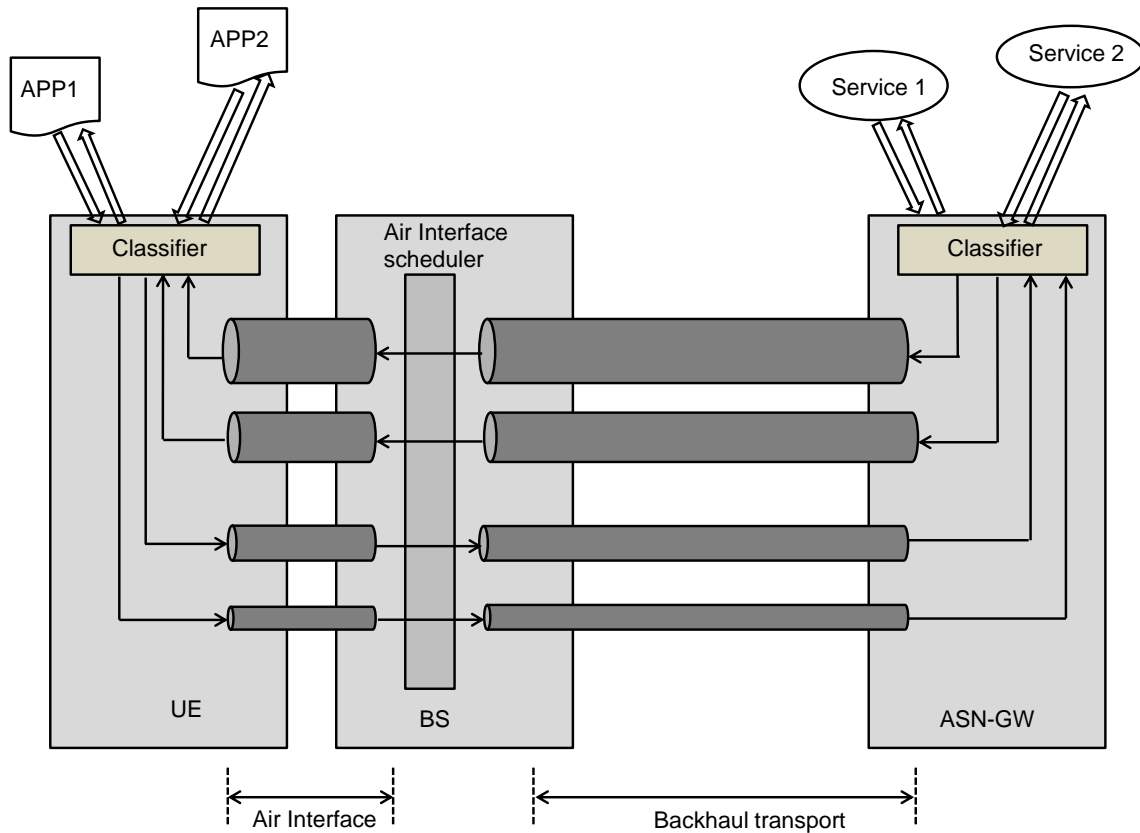 APP1
APP2
Service 1
Service 2
Classifier
Air Interface
scheduler
Classifier
UE
BS
ASN-GW
Air Interface
Backhaul transport